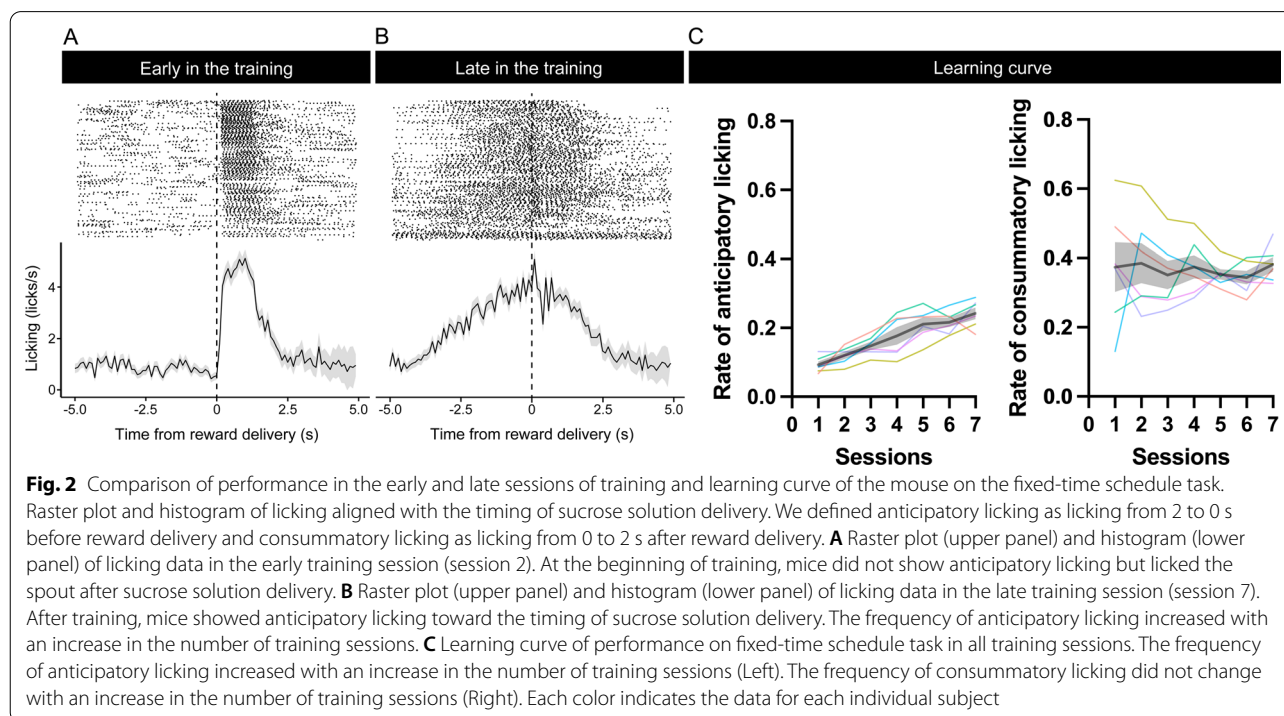 A
B
C
Early in the training
Late in the training
Learning curve
Licking (licks/s)
4
2
0
-5.0 -2.5 0 2.5 5.0
Time from reward delivery (s)
-5.0 -2.5 0 2.5 5.0
Time from reward delivery (s)
Rate of anticipatory licking
0.8
0.6
0.4
0.2
0.0
0 1 2 3 4 5 6 7
Sessions
Rate of consummatory licking
0.8
0.6
0.4
0.2
0.0
0 1 2 3 4 5 6 7
Sessions
Fig. 2 Comparison of performance in the early and late sessions of training and learning curve of the mouse on the fixed-time schedule task.
Raster plot and histogram of licking aligned with the timing of sucrose solution delivery. We defined anticipatory licking as licking from 2 to 0 s
before reward delivery and consummatory licking as licking from 0 to 2 s after reward delivery. A Raster plot (upper panel) and histogram (lower
panel) of licking data in the early training session (session 2). At the beginning of training, mice did not show anticipatory licking but licked the
spout after sucrose solution delivery. B Raster plot (upper panel) and histogram (lower panel) of licking data in the late training session (session 7).
After training, mice showed anticipatory licking toward the timing of sucrose solution delivery. The frequency of anticipatory licking increased with
an increase in the number of training sessions. C Learning curve of performance on fixed-time schedule task in all training sessions. The frequency
of anticipatory licking increased with an increase in the number of training sessions (Left). The frequency of consummatory licking did not change
with an increase in the number of training sessions (Right). Each color indicates the data for each individual subject